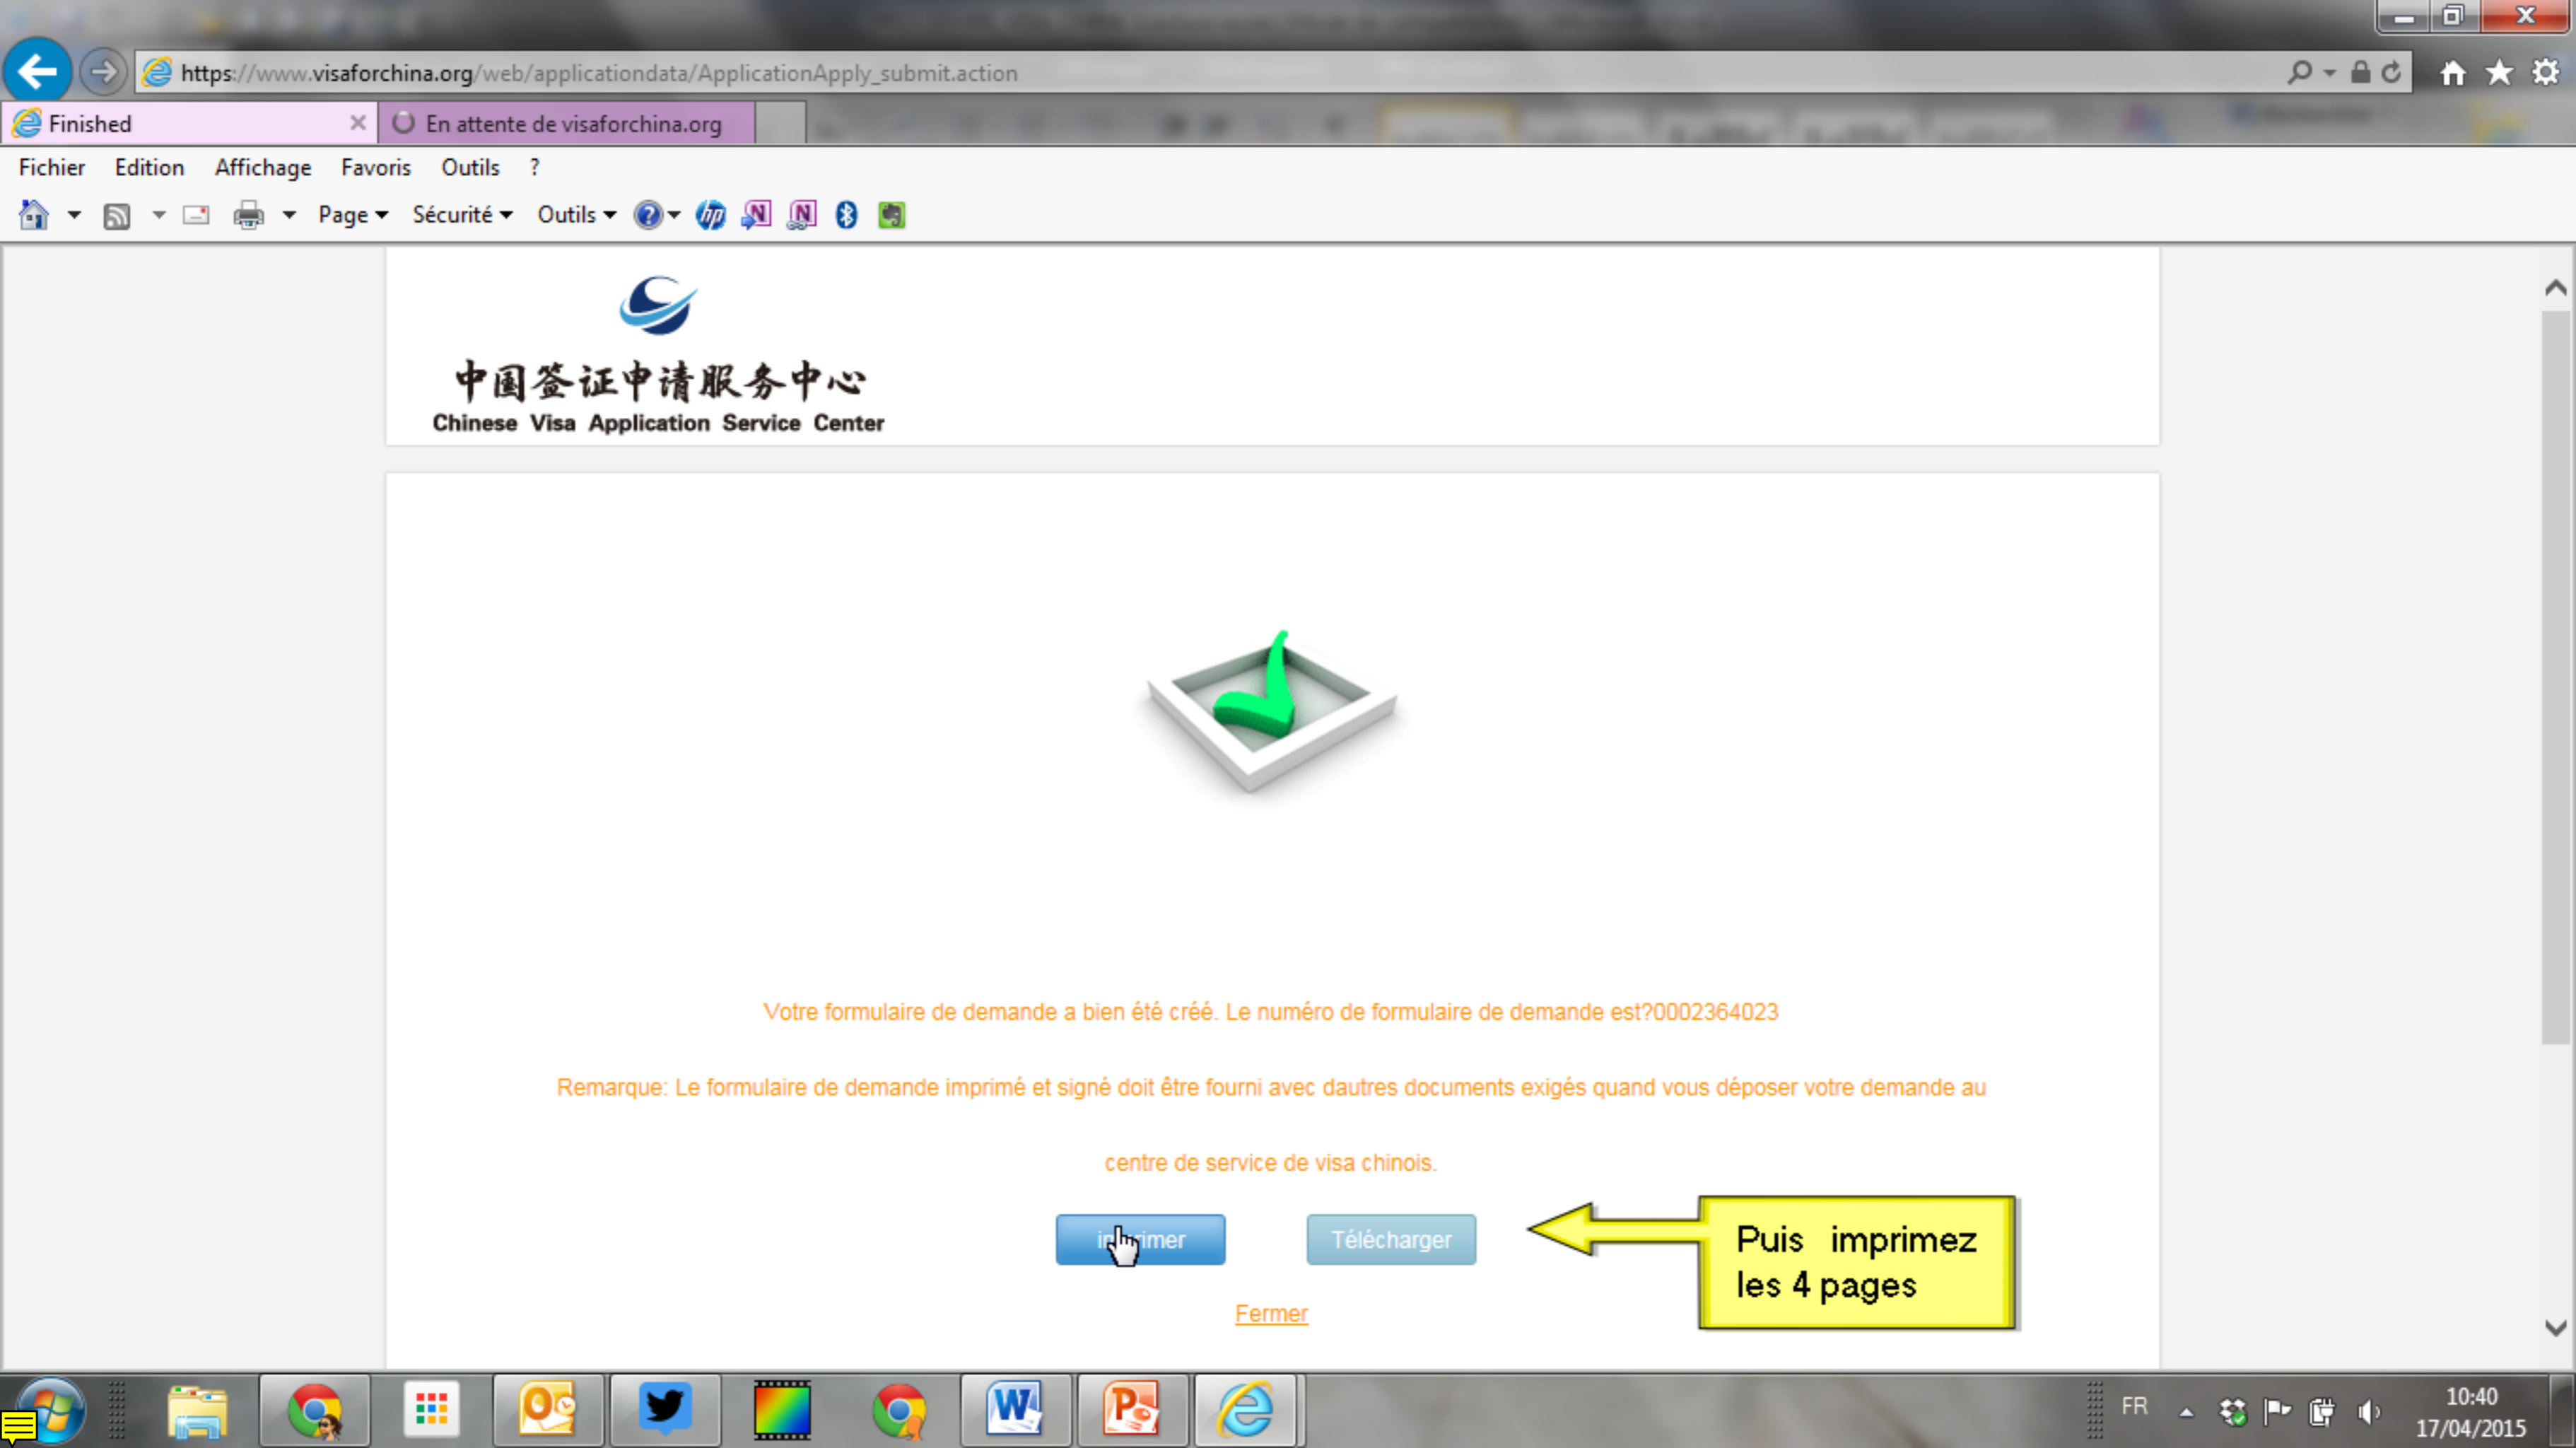 https://www.visaforchina.org/web/applicationdata/ApplicationApply_submit.action
Finished
En attente de visaforchina.org
Fichier Edition Affichage Favoris Outils ?
Page Sécurité Outils
中国签证申请服务中心
Chinese Visa Application Service Center
Votre formulaire de demande a bien été créé. Le numéro de formulaire de demande est?0002364023
Remarque: Le formulaire de demande imprimé et signé doit être fourni avec dautres documents exigés quand vous déposer votre demande au
centre de service de visa chinois.
imprimer Télécharger
Puis imprimez
les 4 pages
Fermer
FR
10:40
17/04/2015